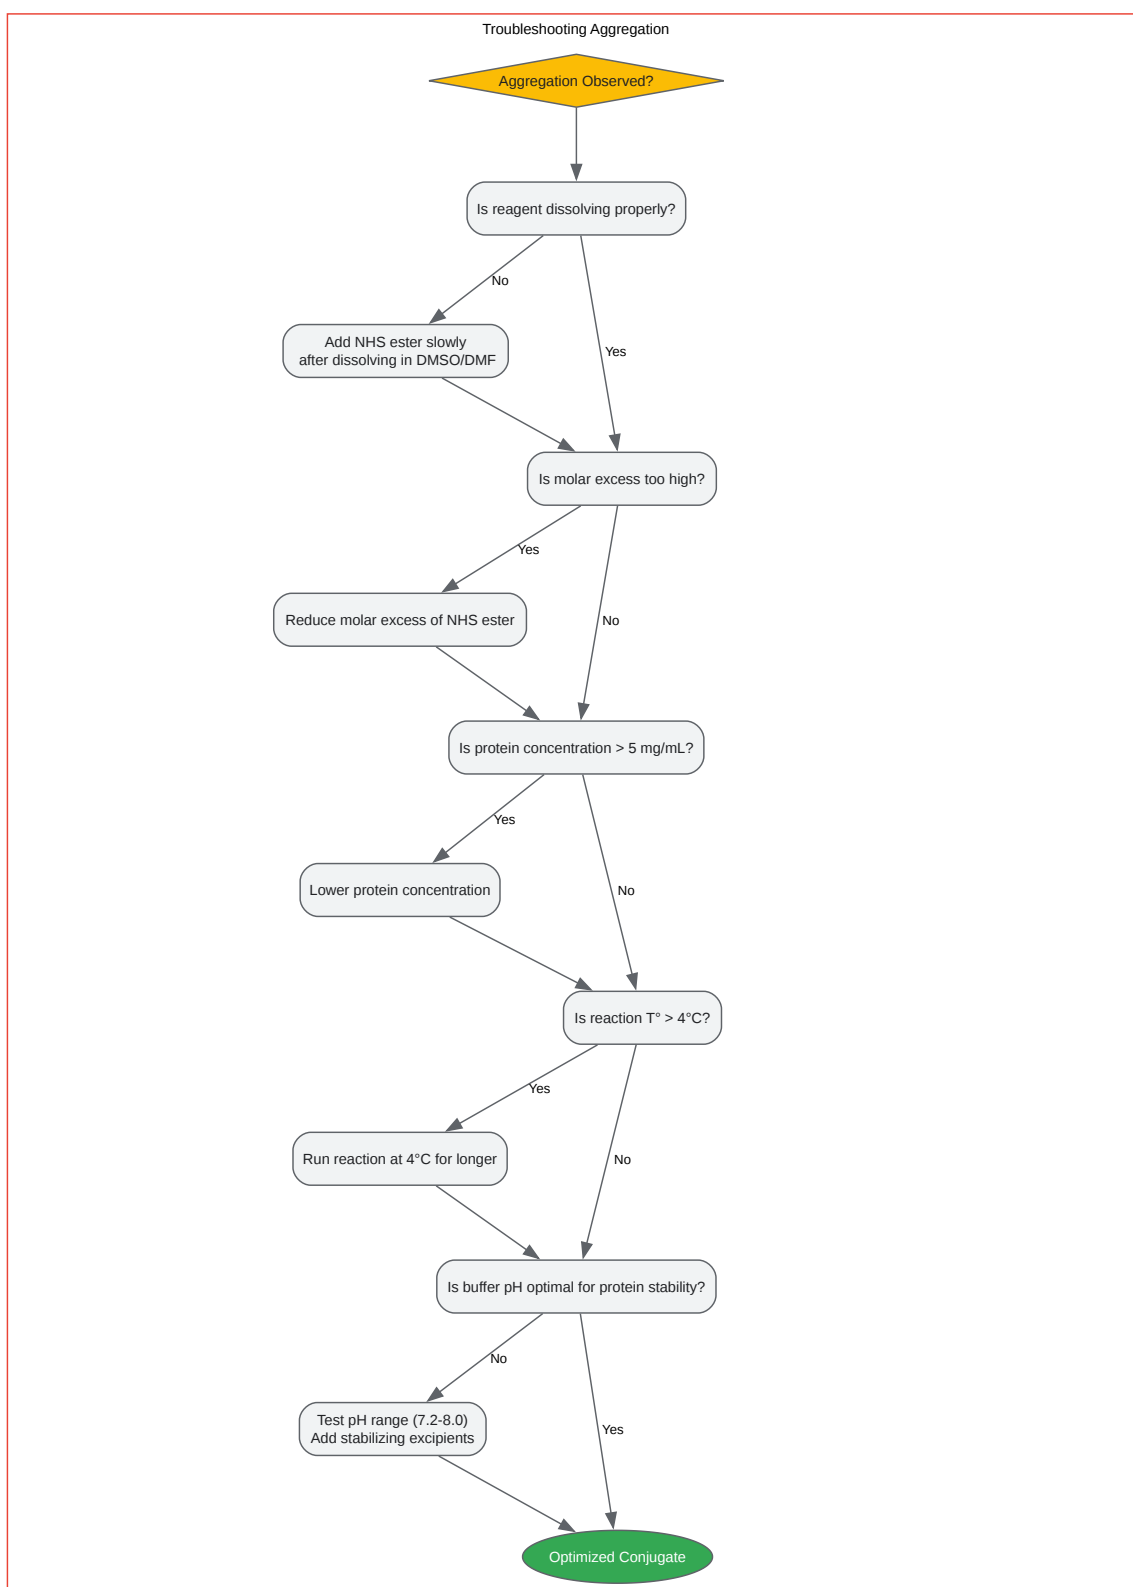 Troubleshooting Aggregation
Aggregation Observed?
Is reagent dissolving properly?
No
Add NHS ester slowly
after dissolving in DMSO/DMF
Yes
Is molar excess too high?
Yes
Reduce molar excess of NHS ester
No
Is protein concentration > 5 mg/mL?
Yes
Lower protein concentration
No
Is reaction T° > 4°C?
Yes
Run reaction at 4°C for longer
No
Is buffer pH optimal for protein stability?
No
Test pH range (7.2-8.0)
Add stabilizing excipients
Yes
Optimized Conjugate